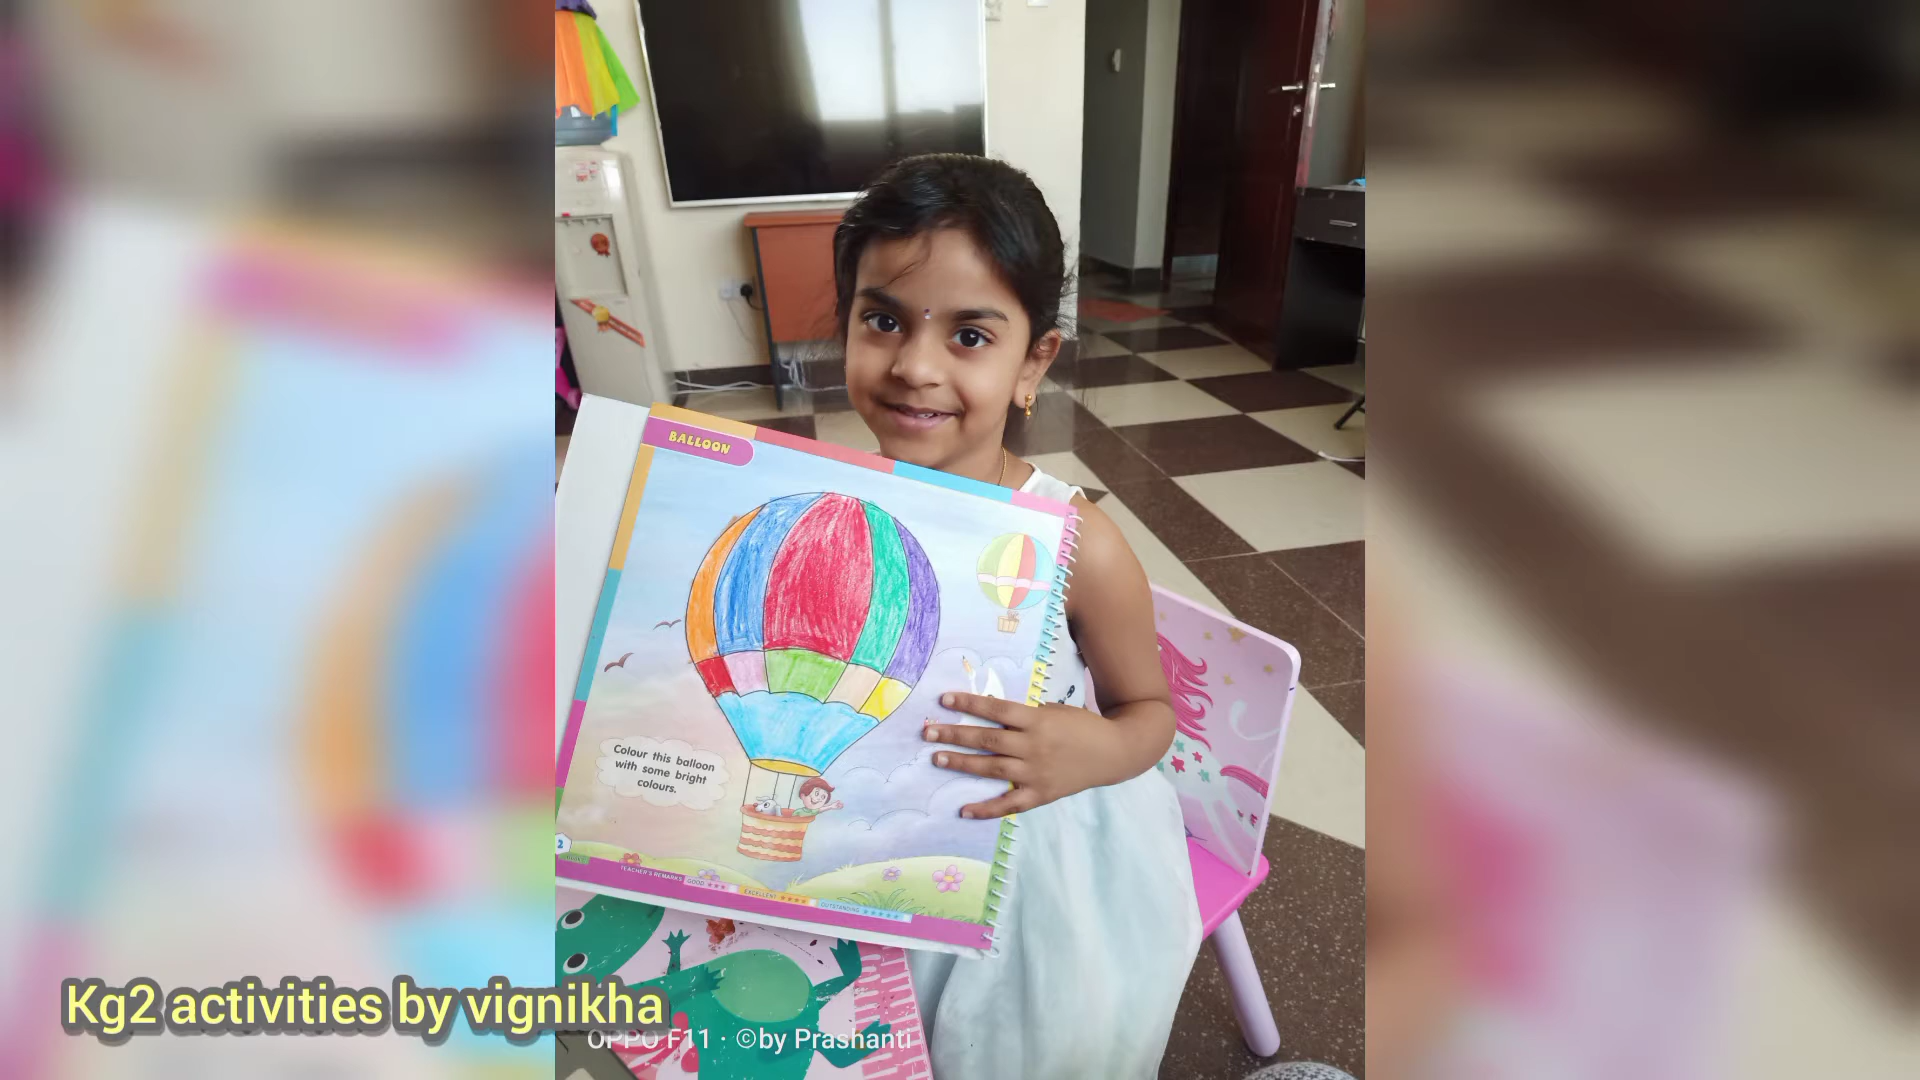 BALLOON
Colour this balloon
with some bright
colours.
2
TEACHER'S REMARKS GOOD EXCELLENT OUTSTANDING
Kg2 activities by vignikha
OPPO F11 · ©by Prashanti